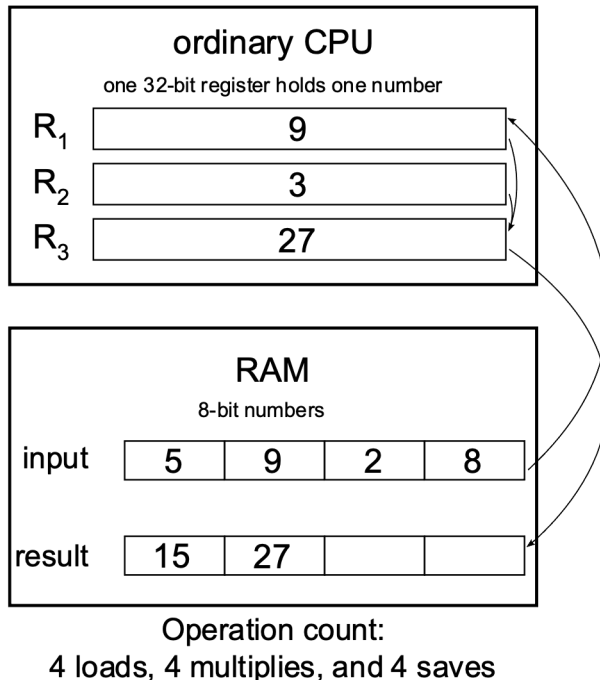 ordinary CPU
one 32-bit register holds one number
R₁ 9
R₂ 3
R₃ 27
RAM
8-bit numbers
input 5 9 2 8
result 15 27
Operation count:
4 loads, 4 multiplies, and 4 saves